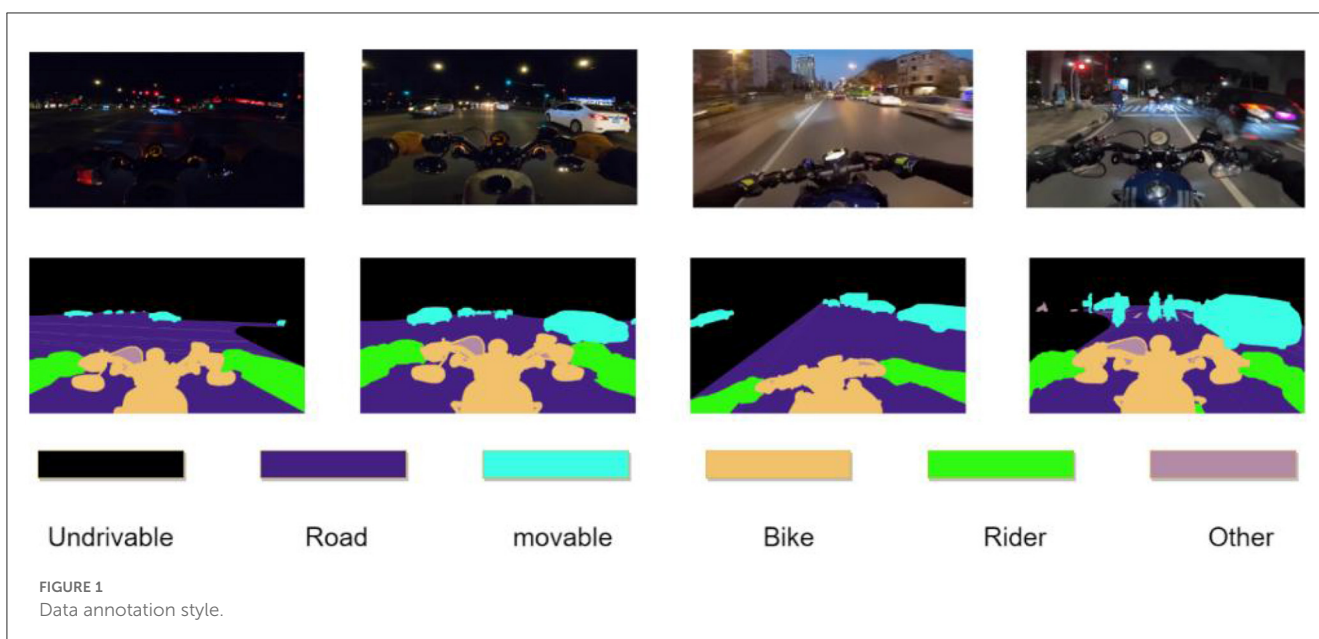 Undrivable Road movable Bike Rider Other
FIGURE 1
Data annotation style.